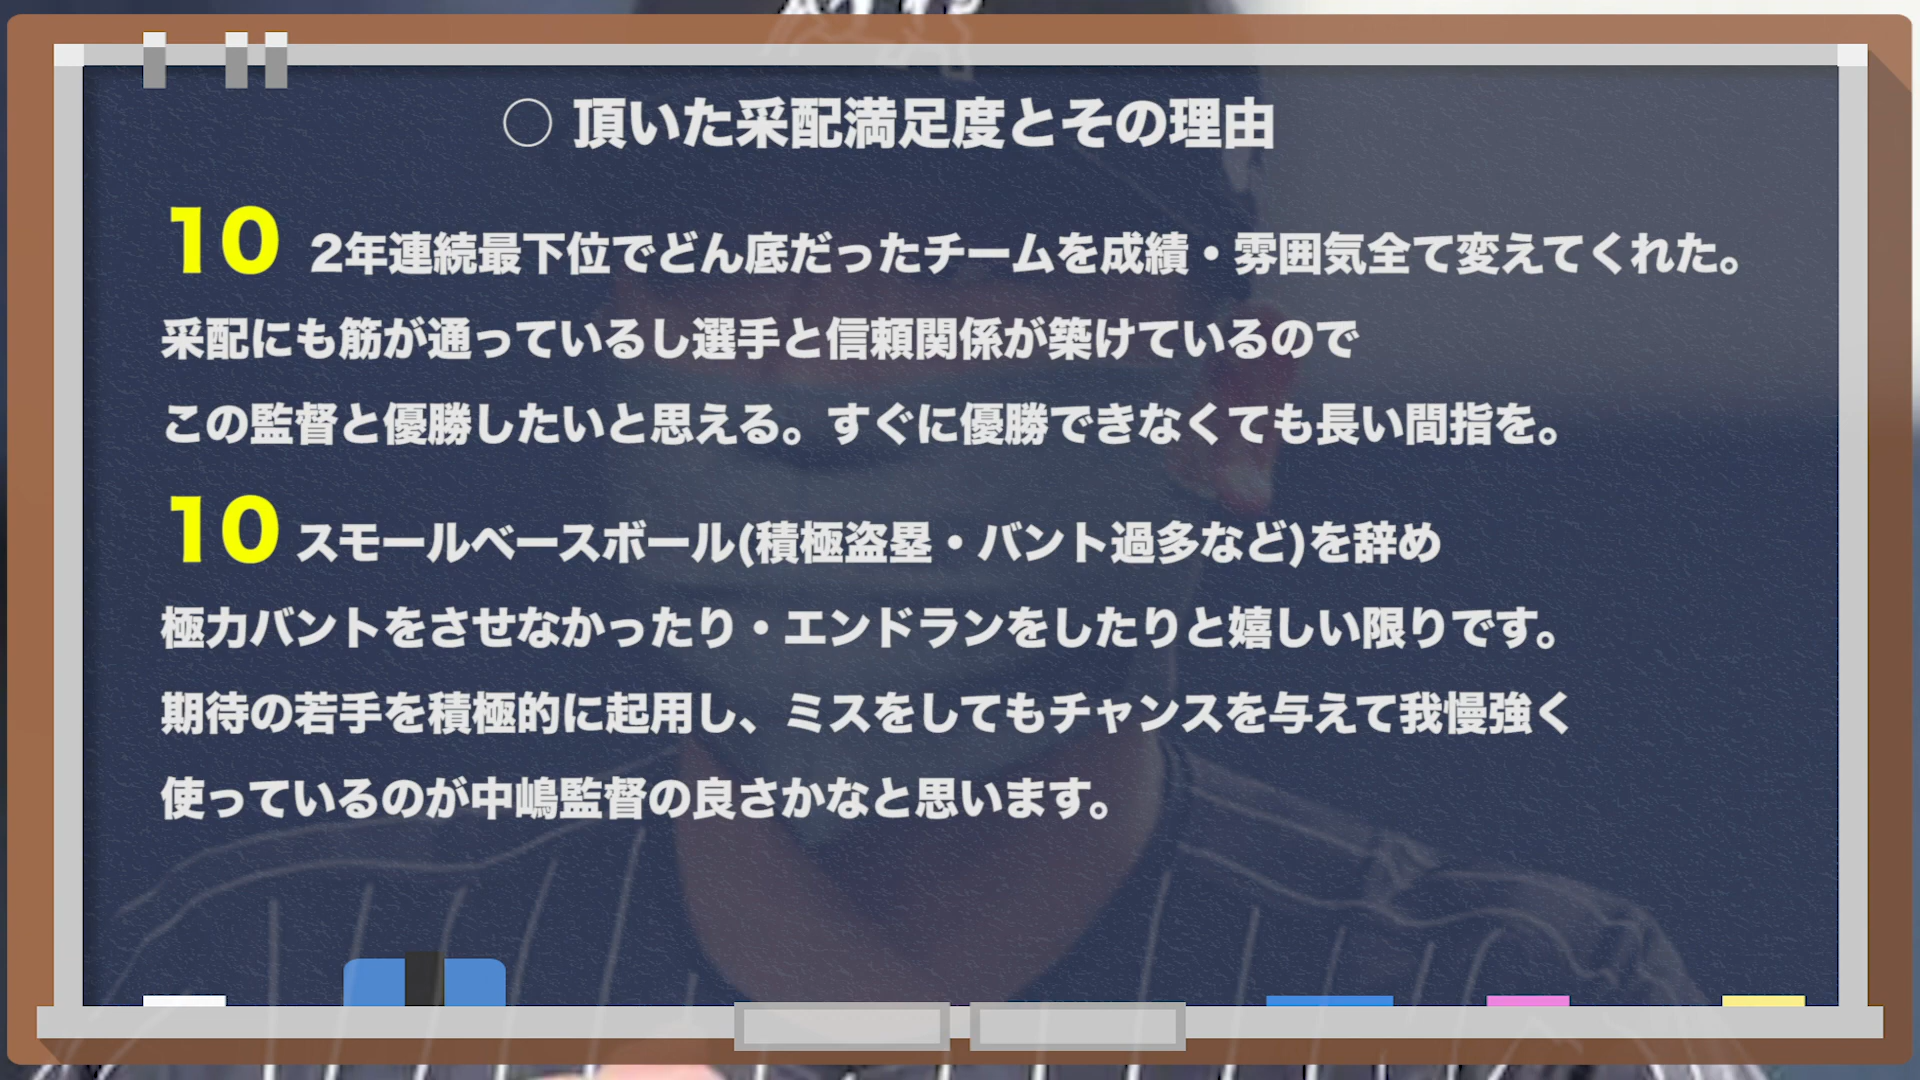 ○ 頂いた采配満足度とその理由
10 2年連続最下位でどん底だったチームを成績・雰囲気全て変えてくれた。
采配にも筋が通っているし選手と信頼関係が築けているので
この監督と優勝したいと思える。すぐに優勝できなくても長い間指を。
10 スモールベースボール(積極盗塁・バント過多など)を辞め
極力バントをさせなかったり・エンドランをしたりと嬉しい限りです。
期待の若手を積極的に起用し、ミスをしてもチャンスを与えて我慢強く
使っているのが中嶋監督の良さかなと思います。